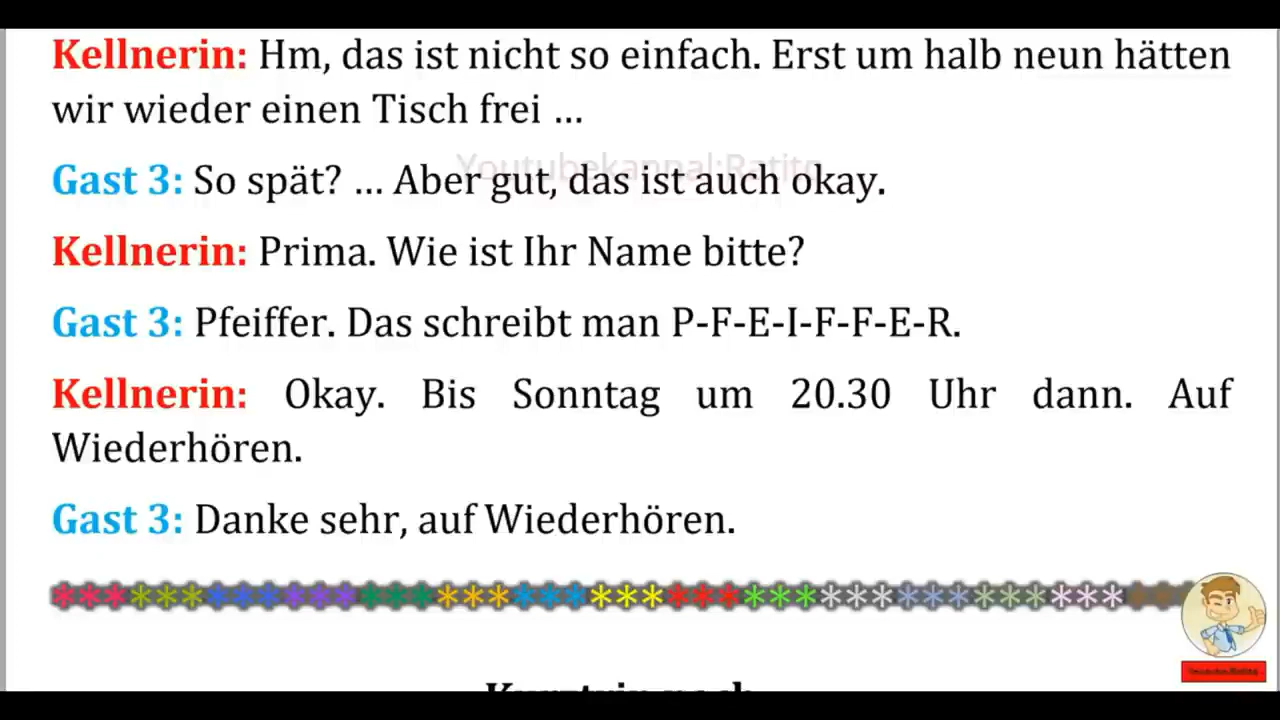 Kellnerin: Hm, das ist nicht so einfach. Erst um halb neun hätten
wir wieder einen Tisch frei ...
Youtubekannal:Ratito
Gast 3: So spät? ... Aber gut, das ist auch okay.
Kellnerin: Prima. Wie ist Ihr Name bitte?
Gast 3: Pfeiffer. Das schreibt man P-F-E-I-F-F-E-R.
Kellnerin: Okay. Bis Sonntag um 20.30 Uhr dann. Auf
Wiederhören.
Gast 3: Danke sehr, auf Wiederhören.